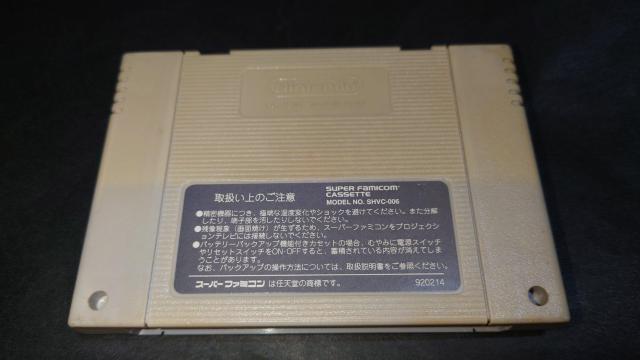 Nintendo
取扱い上のご注意
SUPER FAMICOM
CASSETTE
MODEL NO. SHVC-006
●精密機器につき、極端な温度変化やショックを避けてください。また分解
したり、端子部を汚したりしないでください。
●残像現象(画面焼け)が生ずるため、スーパーファミコンをプロジェクシ
ョンテレビには接続しないでください。
●バッテリーバックアップ機能付きカセットの場合、むやみに電源スイッチ
やリセットスイッチをON-OFFすると、蓄積されている内容が消えてしま
うことがあります。
なお、バックアップの操作方法については、取扱説明書をご参照ください。
スーパーファミコンは任天堂の商標です。
920214